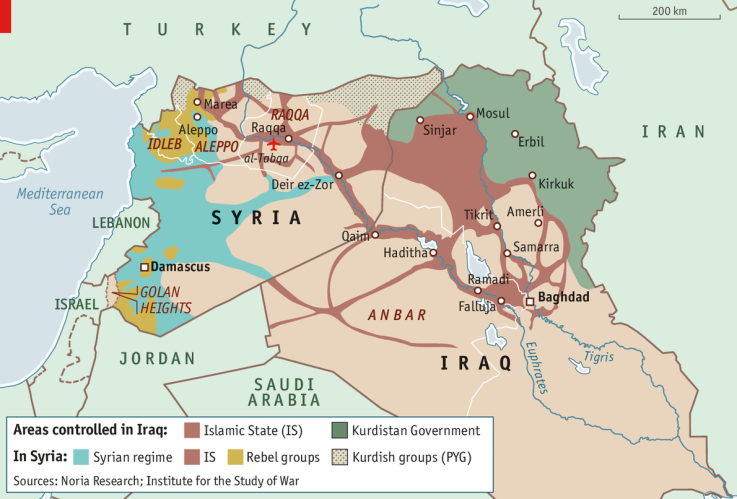 200 km
TURKEY
IRAN
Marea
Mosul
RAQQA
Aleppo
Raqqa
Sinjar
Erbil
IDLEB
ALEPPO
al-Tabqa
Kirkuk
Deir ez-Zor
Mediterranean
Sea
SYRIA
Tikrit
Amerli
LEBANON
Qaim
Haditha
Samarra
Damascus
Ramadi
GOLAN
HEIGHTS
ISRAEL
Baghdad
Falluja
ANBAR
JORDAN
IRAQ
Euphrates
Tigris
SAUDI
ARABIA
Areas controlled in Iraq: Islamic State (IS) Kurdistan Government
In Syria: Syrian regime IS Rebel groups Kurdish groups (PYG)
Sources: Noria Research; Institute for the Study of War